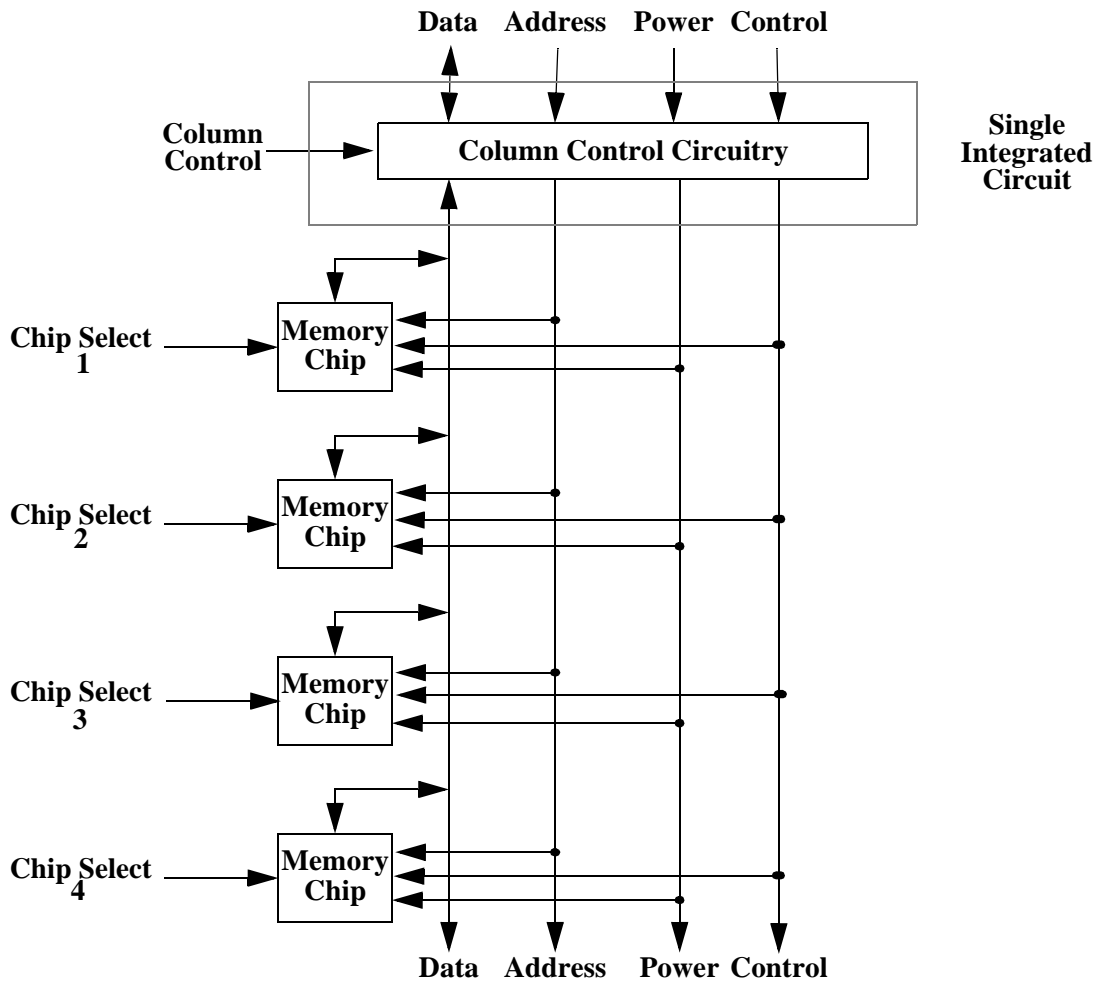 Data Address Power Control
Column
Control
Column Control Circuitry
Single
Integrated
Circuit
Chip Select
1
Memory
Chip
Chip Select
2
Memory
Chip
Chip Select
3
Memory
Chip
Chip Select
4
Memory
Chip
Data Address Power Control